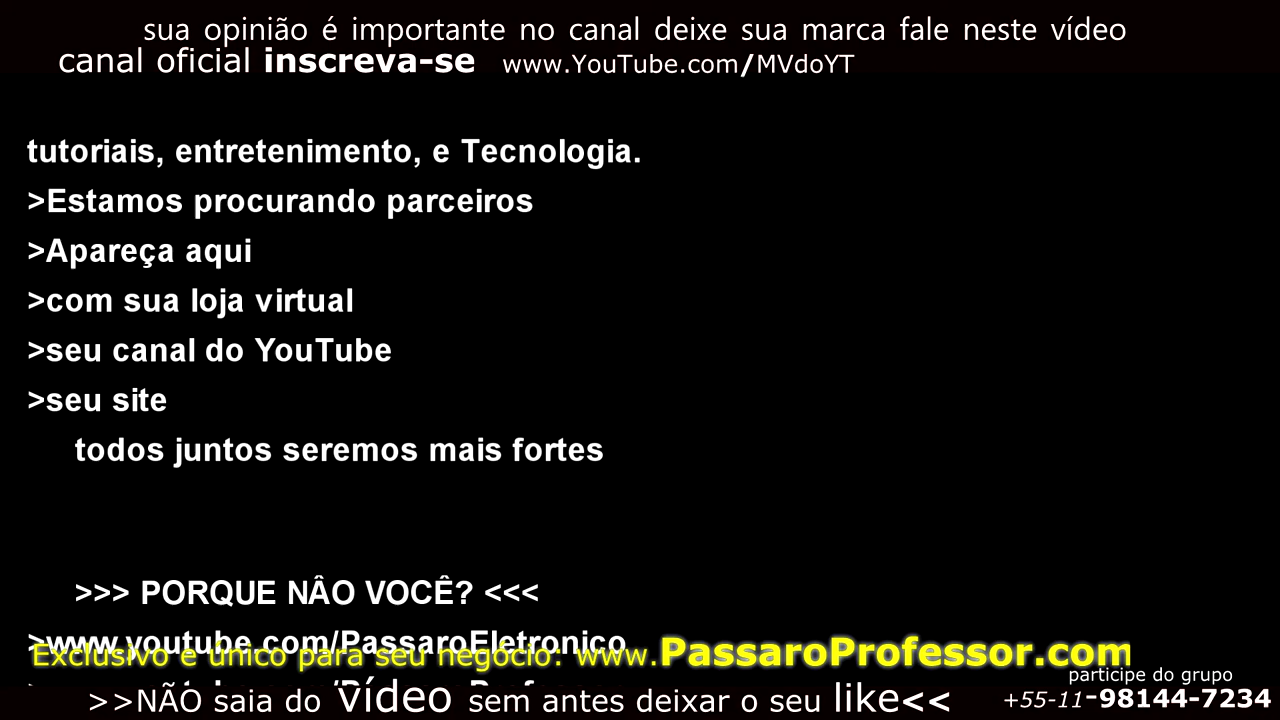 sua opinião é importante no canal deixe sua marca fale neste vídeo
canal oficial inscreva-se www.YouTube.com/MVdoYT
tutoriais, entretenimento, e Tecnologia.
>Estamos procurando parceiros
>Apareça aqui
>com sua loja virtual
>seu canal do YouTube
>seu site
todos juntos seremos mais fortes
>>> PORQUE NÂO VOCÊ? <<<
>www.youtube.com/PassaroEletronico
Exclusivo e único para seu negócio: www.PassaroProfessor.com
participe do grupo
>>NÃO saia do vídeo sem antes deixar o seu like<<
+55-11-98144-7234